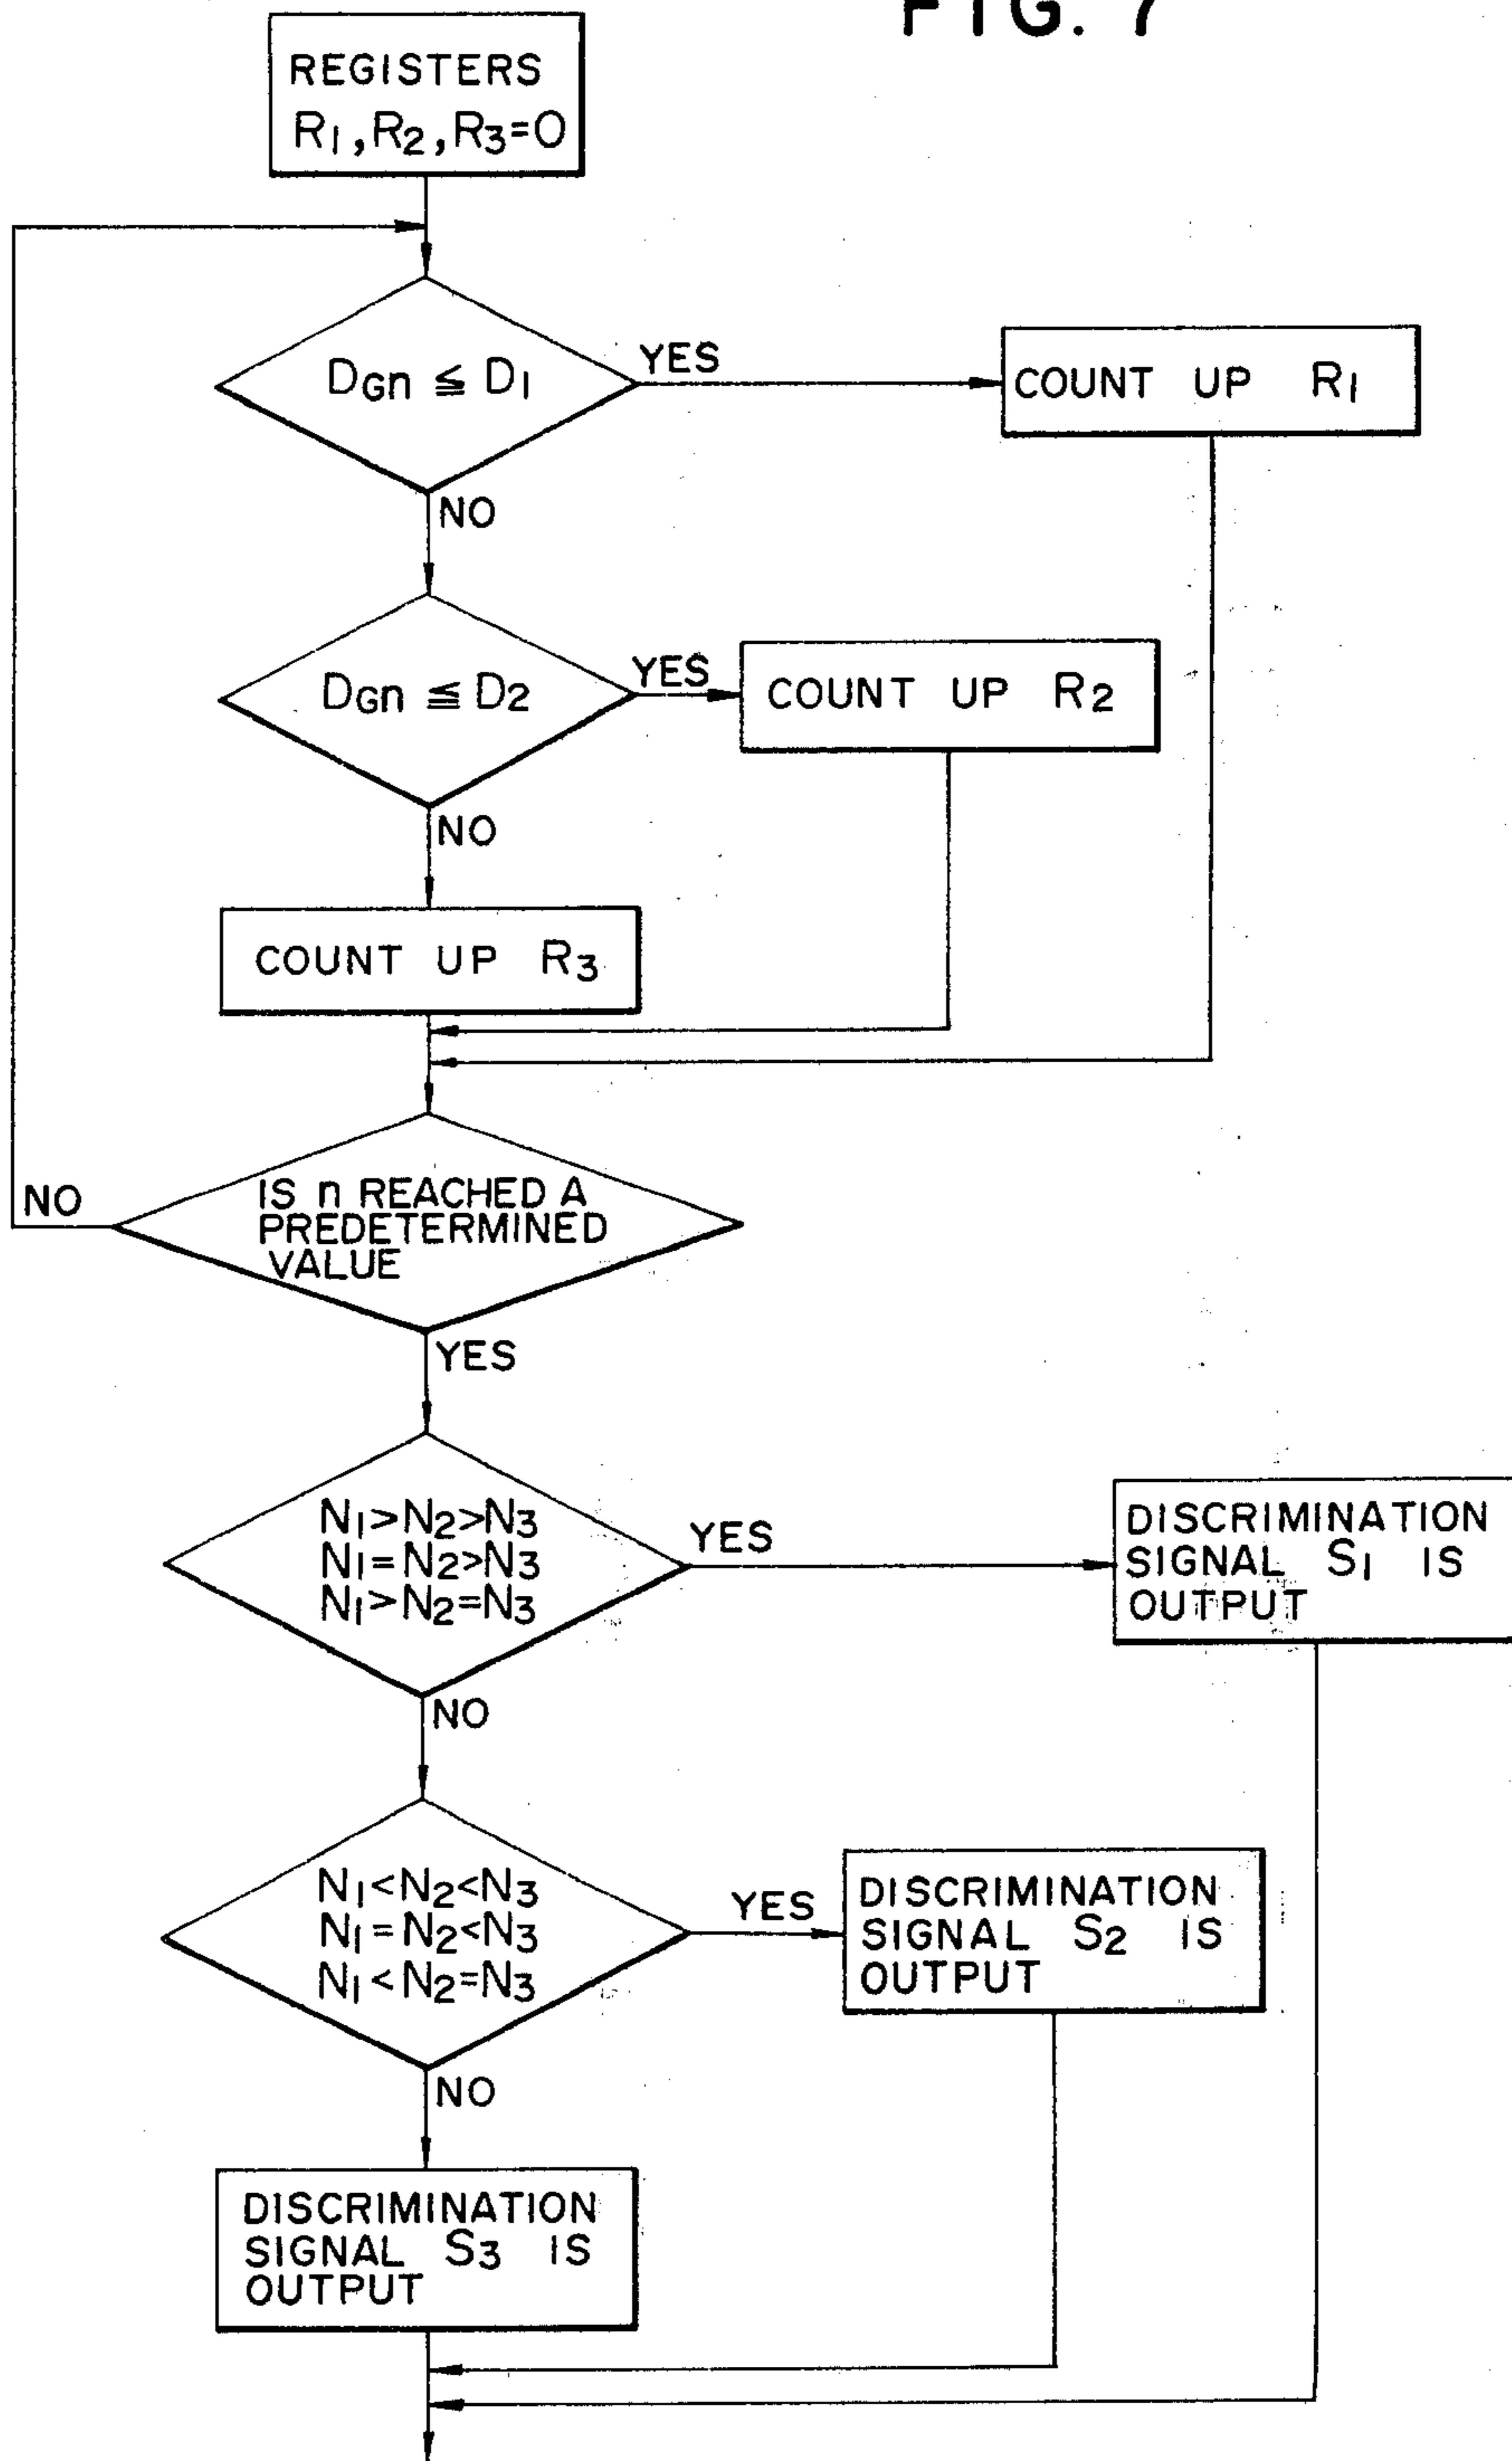 FIG. 7
REGISTERS
R1, R2, R3=0
DGn ≦ D1
YES
COUNT UP R1
NO
DGn ≦ D2
YES
COUNT UP R2
NO
COUNT UP R3
IS n REACHED A
PREDETERMINED
VALUE
NO
YES
N1>N2>N3
N1=N2>N3
N1>N2=N3
YES
DISCRIMINATION
SIGNAL S1 IS
OUTPUT
NO
N1<N2<N3
N1=N2<N3
N1<N2=N3
YES
DISCRIMINATION
SIGNAL S2 IS
OUTPUT
NO
DISCRIMINATION
SIGNAL S3 IS
OUTPUT